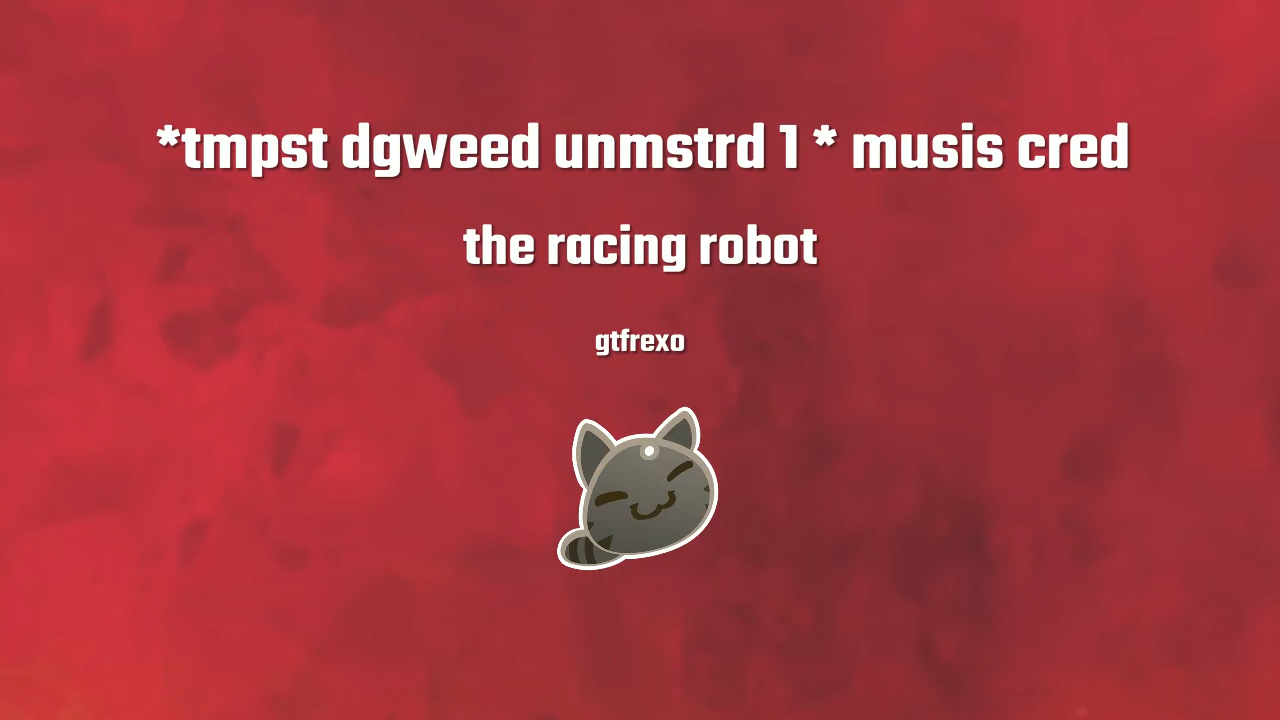 *tmpst dgweed unmstrd 1 * musis cred
the racing robot
gtfrexo